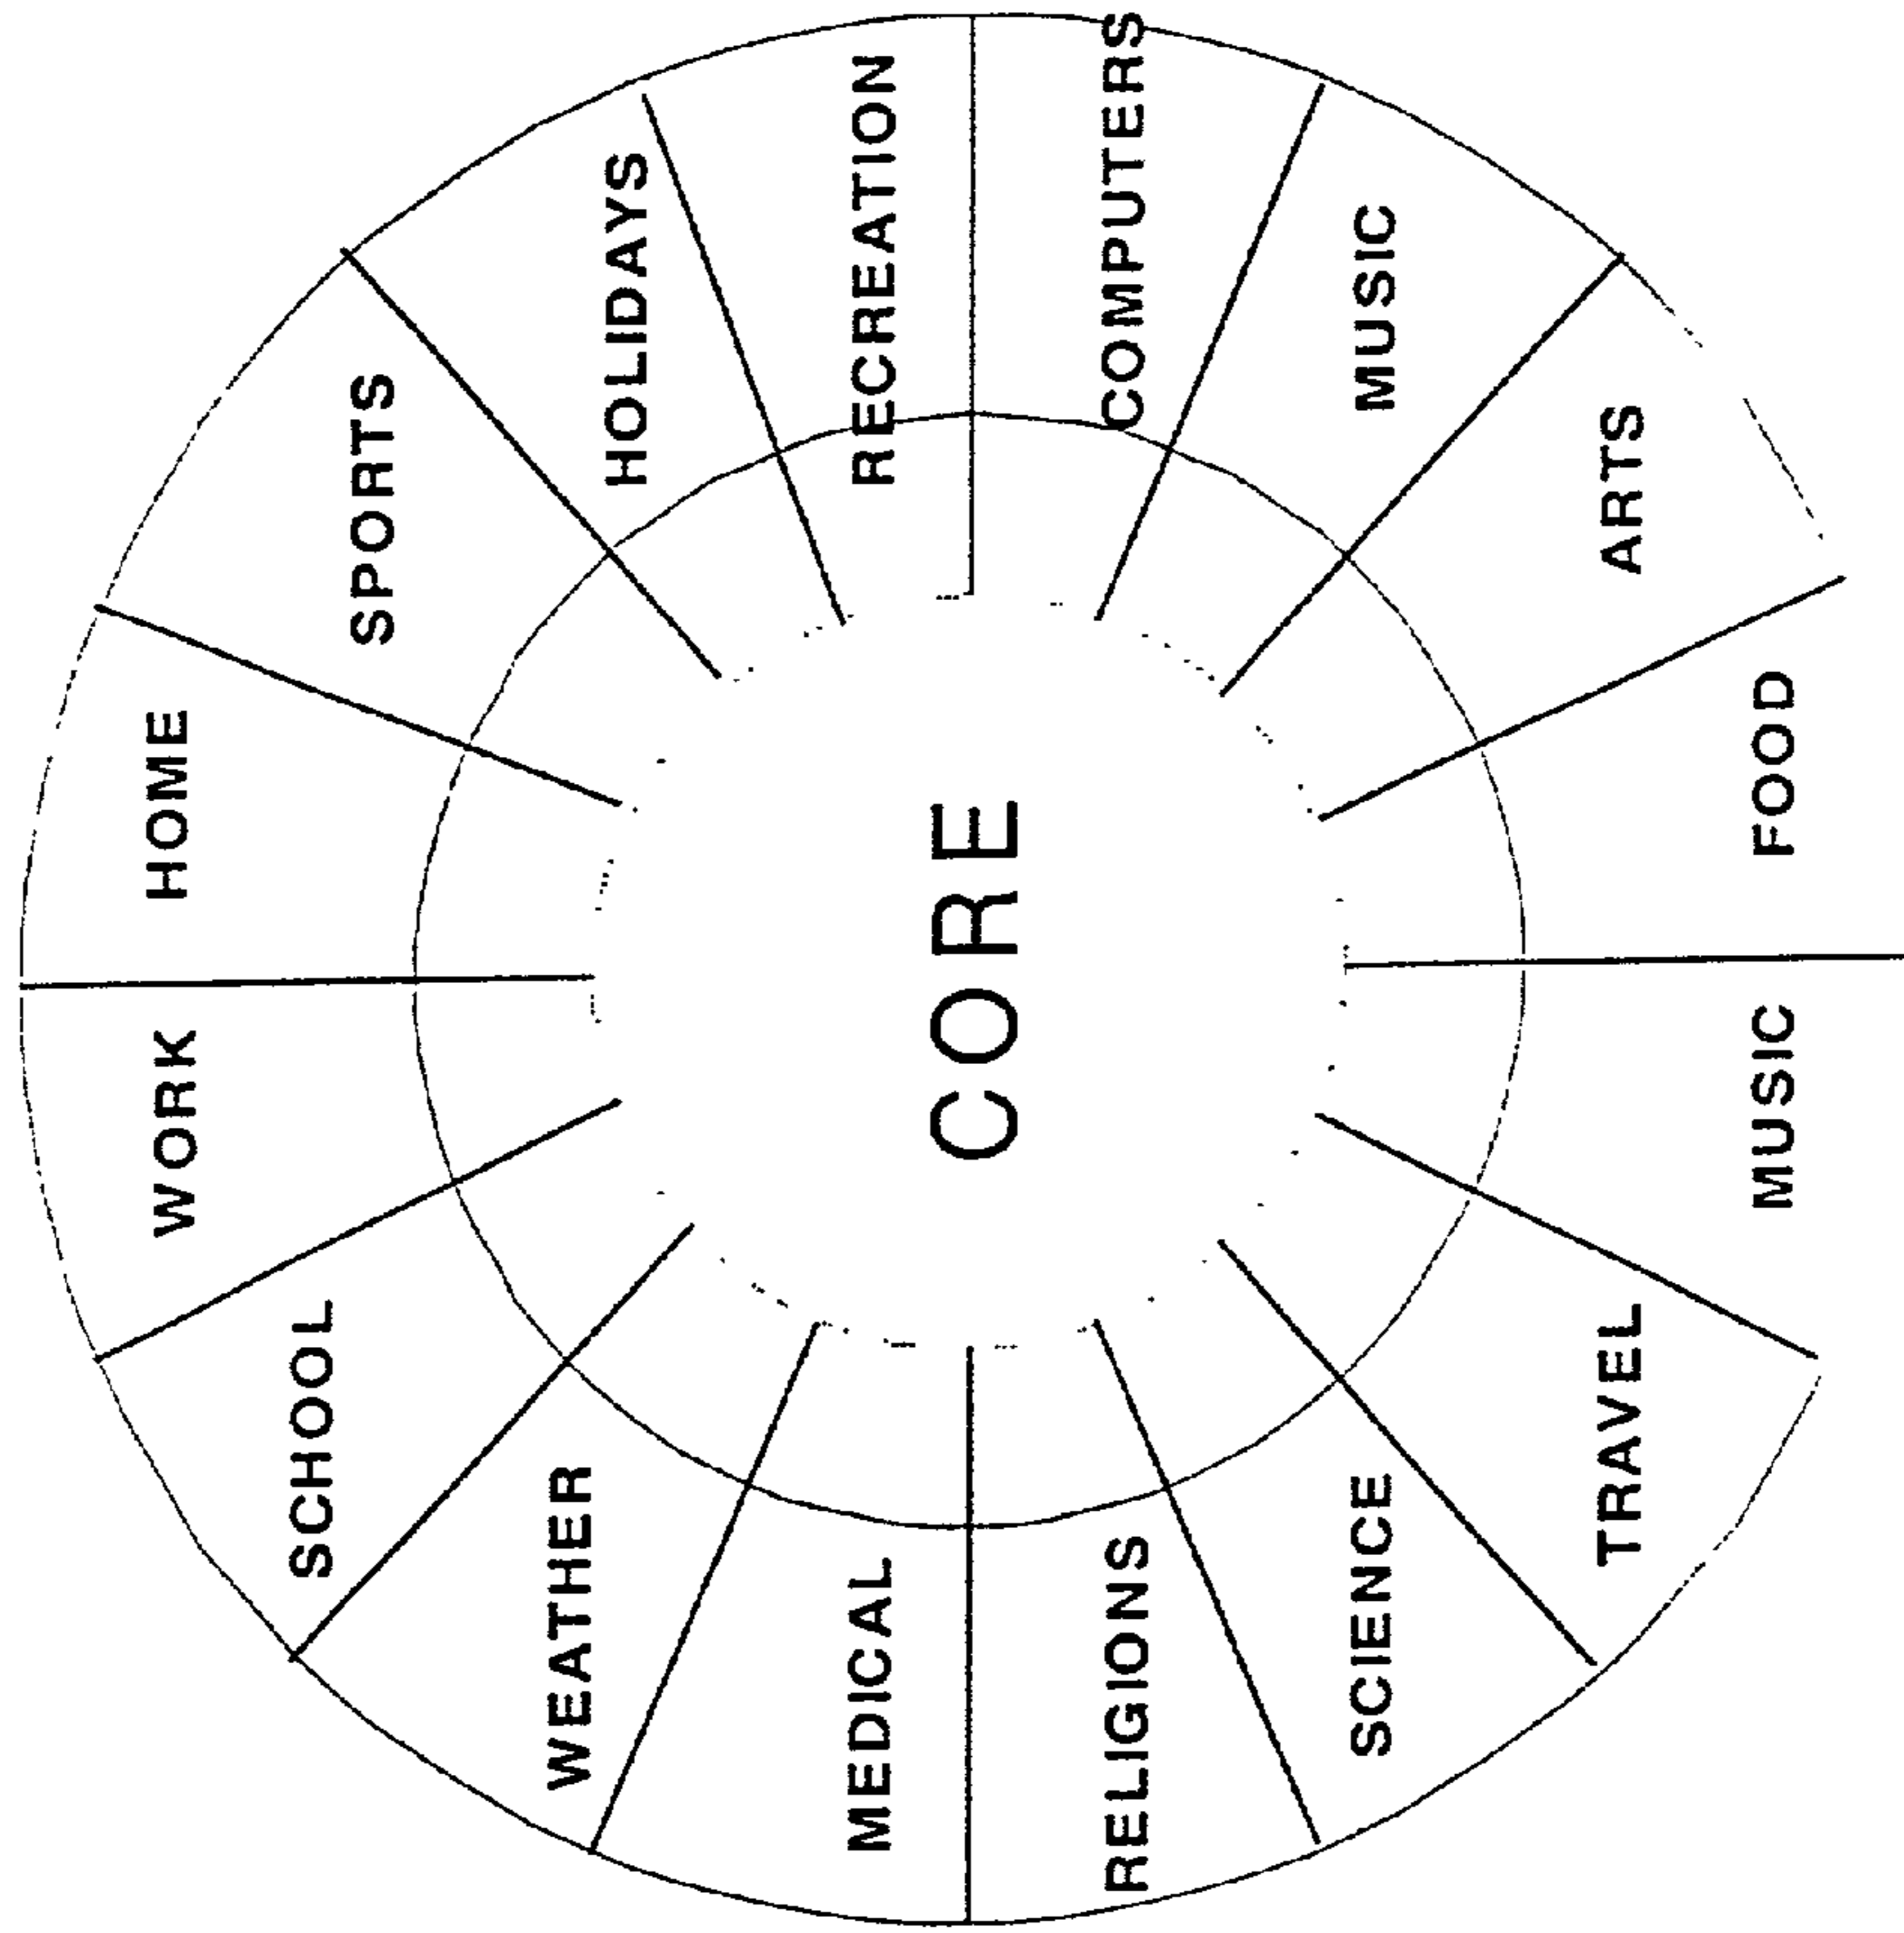 WORK
HOME
SCHOOL
SPORTS
WEATHER
HOLIDAYS
MEDICAL
RECREATION
CORE
RELIGIONS
COMPUTERS
SCIENCE
MUSIC
TRAVEL
ARTS
MUSIC
FOOD